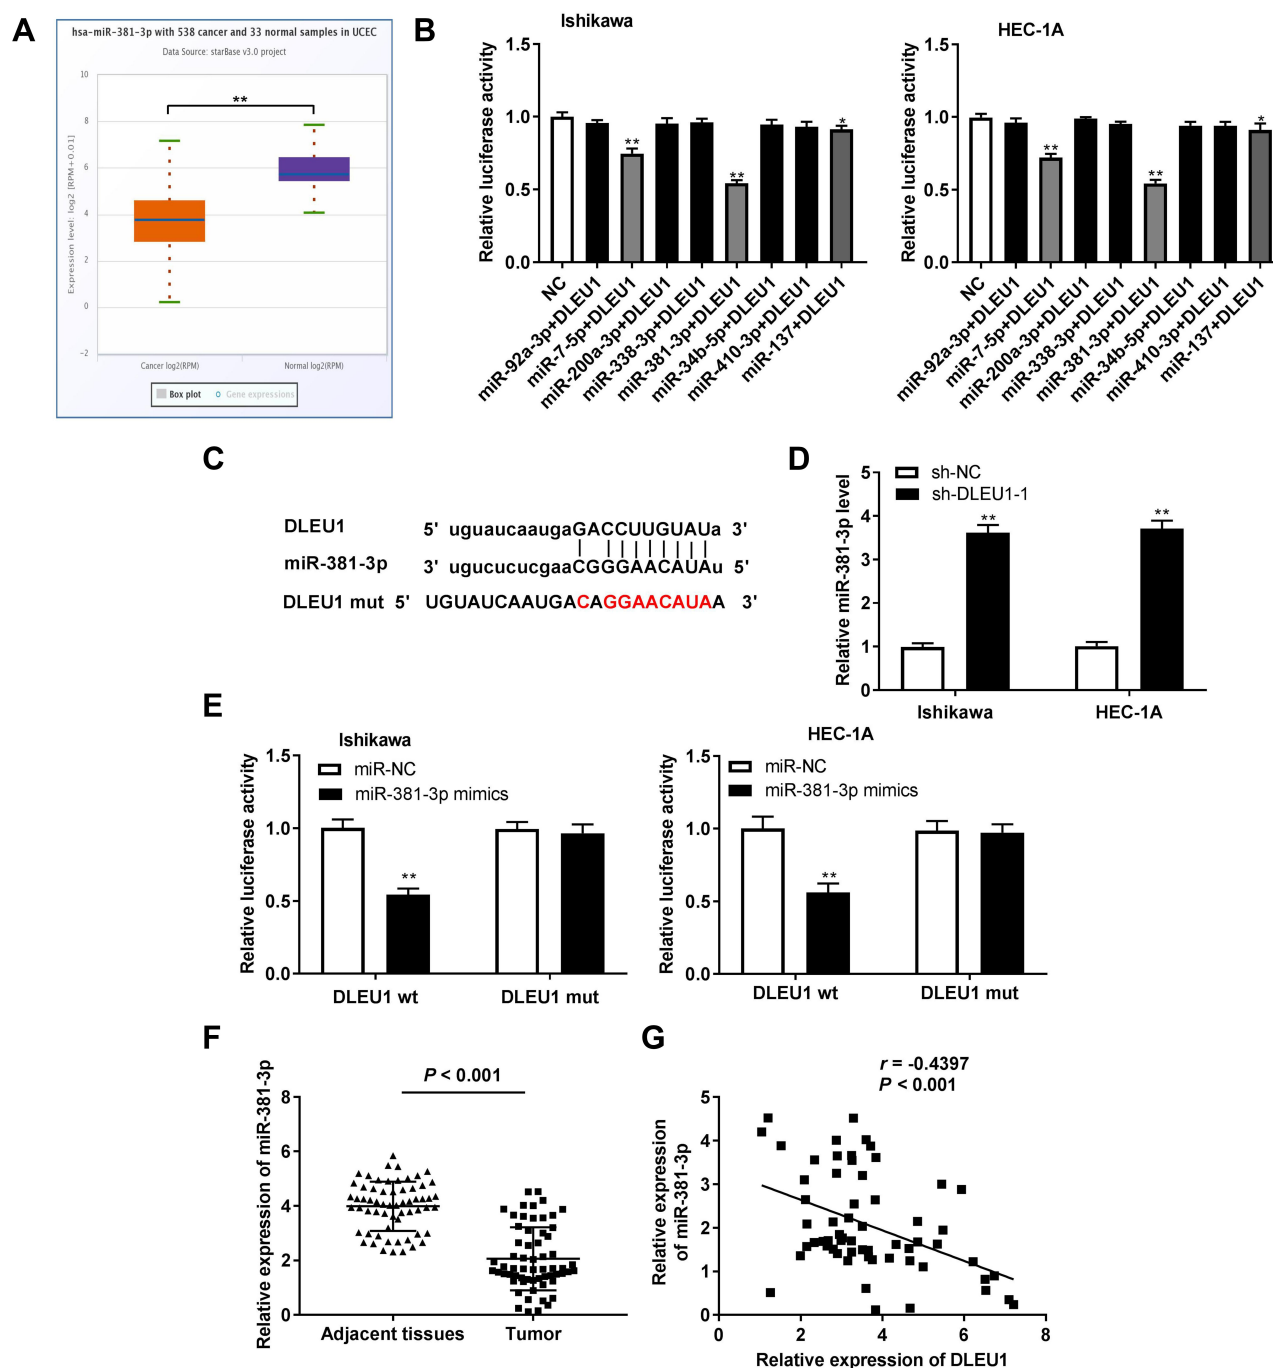 A
hsa-miR-381-3p with 538 cancer and 33 normal samples in UCEC
Data Source: starBase v3.0 project
Expression level: log2 [RPM+0.01]
10
8
6
4
2
0
-2
**
Cancer log2(RPM)
Normal log2(RPM)
Box plot
Gene expressions
B
Ishikawa
Relative luciferase activity
1.5
1.0
0.5
0.0
**
**
*
NC
miR-92a-3p+DLEU1
miR-7-5p+DLEU1
miR-200a-3p+DLEU1
miR-338-3p+DLEU1
miR-381-3p+DLEU1
miR-34b-5p+DLEU1
miR-410-3p+DLEU1
miR-137+DLEU1
HEC-1A
Relative luciferase activity
1.5
1.0
0.5
0.0
**
**
*
NC
miR-92a-3p+DLEU1
miR-7-5p+DLEU1
miR-200a-3p+DLEU1
miR-338-3p+DLEU1
miR-381-3p+DLEU1
miR-34b-5p+DLEU1
miR-410-3p+DLEU1
miR-137+DLEU1
C
DLEU1 5' uguaucaaugaGACCUUGUAUa 3'
miR-381-3p 3' ugucucucgaaCGGGAACAUAu 5'
DLEU1 mut 5' UGUAUCAAUGACAGGAACAUAA 3'
D
Relative miR-381-3p level
5
4
3
2
1
0
sh-NC
sh-DLEU1-1
**
**
Ishikawa
HEC-1A
E
Ishikawa
Relative luciferase activity
1.5
1.0
0.5
0.0
miR-NC
miR-381-3p mimics
**
DLEU1 wt
DLEU1 mut
HEC-1A
Relative luciferase activity
1.5
1.0
0.5
0.0
miR-NC
miR-381-3p mimics
**
DLEU1 wt
DLEU1 mut
F
Relative expression of miR-381-3p
P < 0.001
8
6
4
2
0
Adjacent tissues
Tumor
G
r = -0.4397
P < 0.001
Relative expression
of miR-381-3p
5
4
3
2
1
0
0
2
4
6
8
Relative expression of DLEU1